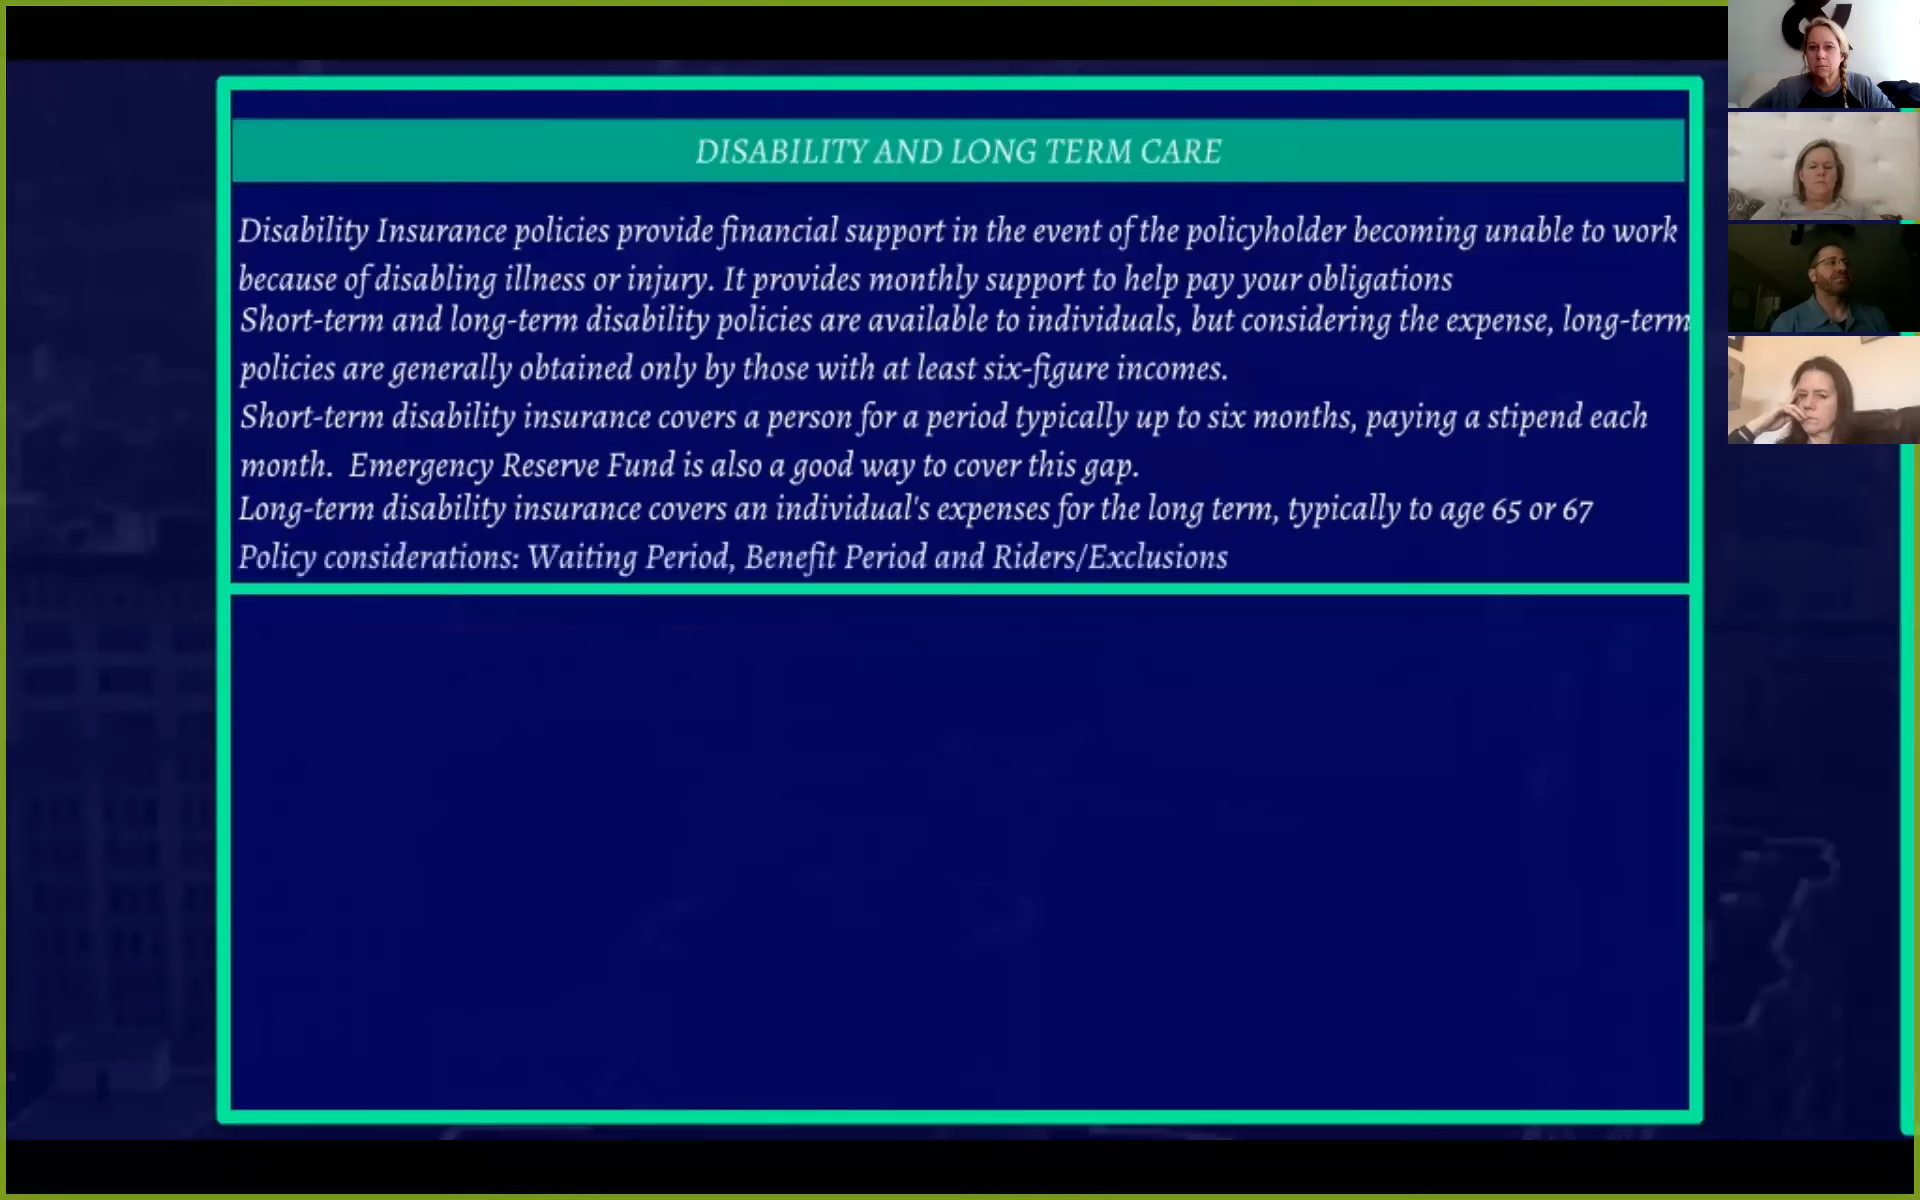 DISABILITY AND LONG TERM CARE
Disability Insurance policies provide financial support in the event of the policyholder becoming unable to work
because of disabling illness or injury. It provides monthly support to help pay your obligations
Short-term and long-term disability policies are available to individuals, but considering the expense, long-term
policies are generally obtained only by those with at least six-figure incomes.
Short-term disability insurance covers a person for a period typically up to six months, paying a stipend each
month.  Emergency Reserve Fund is also a good way to cover this gap.
Long-term disability insurance covers an individual's expenses for the long term, typically to age 65 or 67
Policy considerations: Waiting Period, Benefit Period and Riders/Exclusions